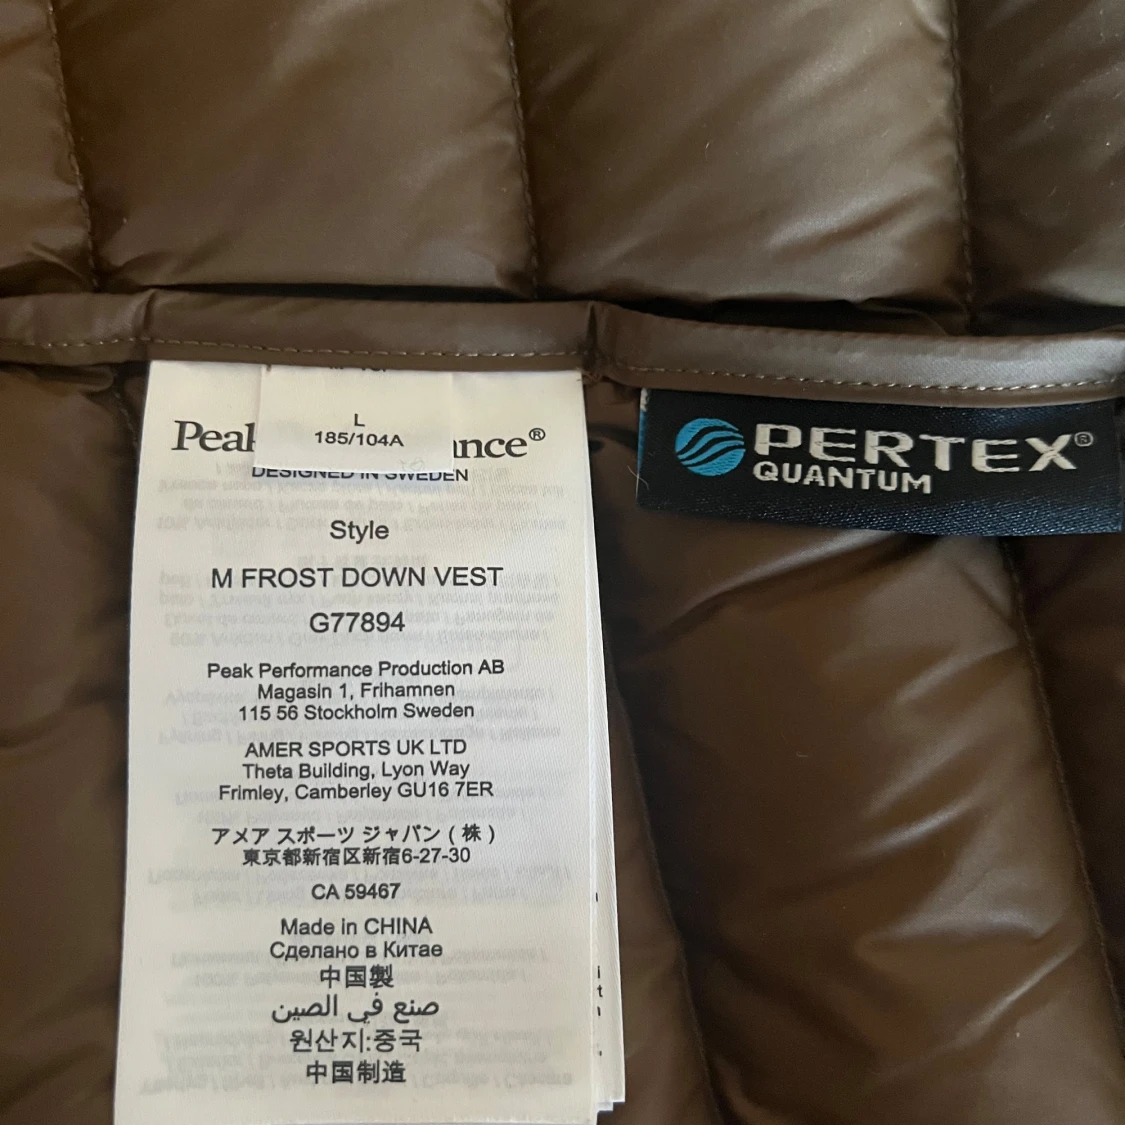 L
185/104A
Peak
nce®
DESIGNED IN SWEDEN
Style
M FROST DOWN VEST
G77894
Peak Performance Production AB
Magasin 1, Frihamnen
115 56 Stockholm Sweden
AMER SPORTS UK LTD
Theta Building, Lyon Way
Frimley, Camberley GU16 7ER
アメア スポーツ ジャパン ( 株 )
東京都新宿区新宿6-27-30
CA 59467
Made in CHINA
Сделано в Китае
中国製
صنع في الصين
원산지:중국
中国制造
PERTEX®
QUANTUM